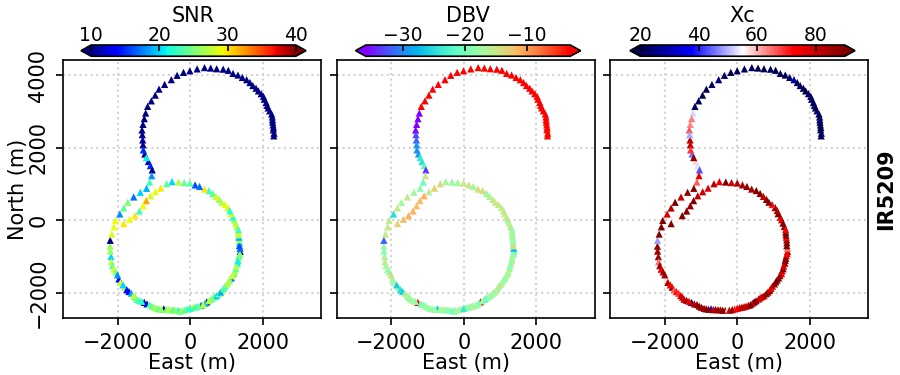 SNR
DBV
Xc
10 20 30 40
−30 −20 −10
20 40 60 80
4000
2000
0
−2000
North (m)
−2000 0 2000
−2000 0 2000
−2000 0 2000
East (m)
East (m)
East (m)
IR5209